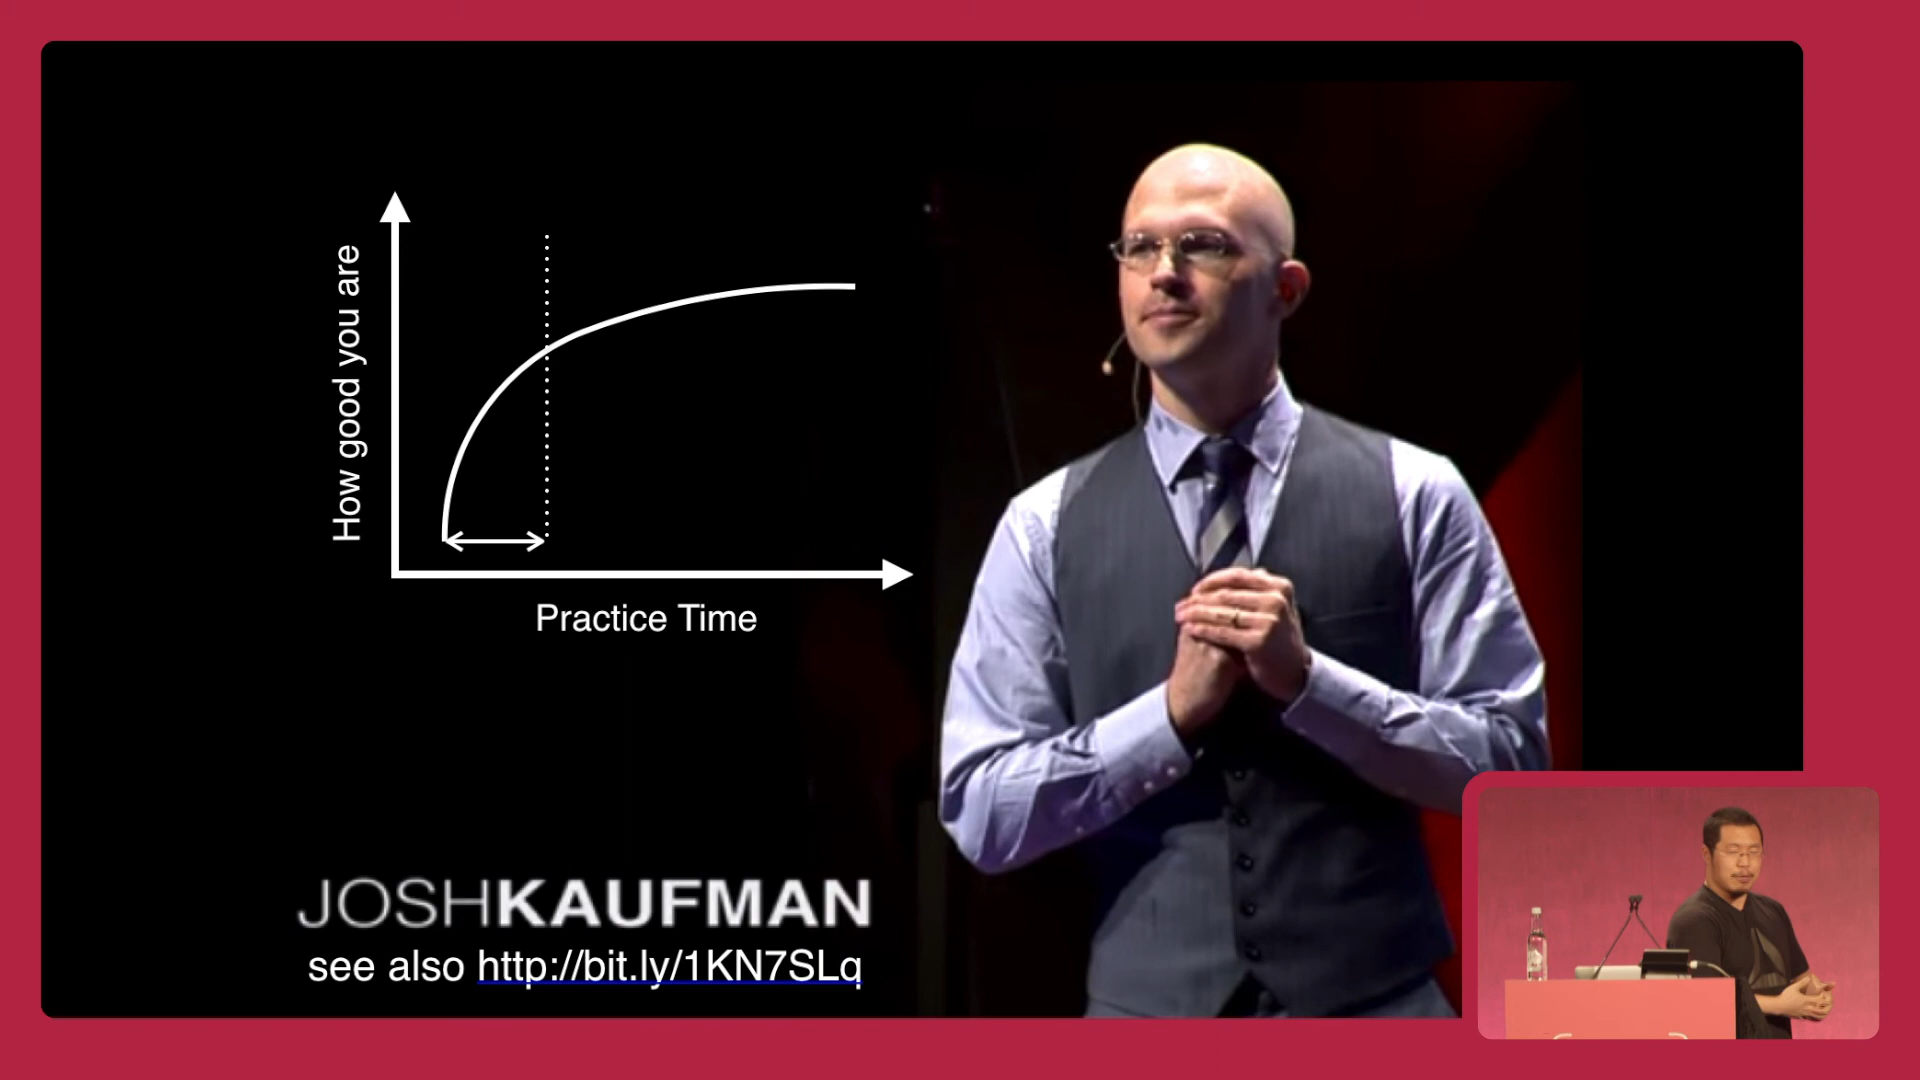 How good you are
Practice Time
JOSHKAUFMAN
see also http://bit.ly/1KN7SLq